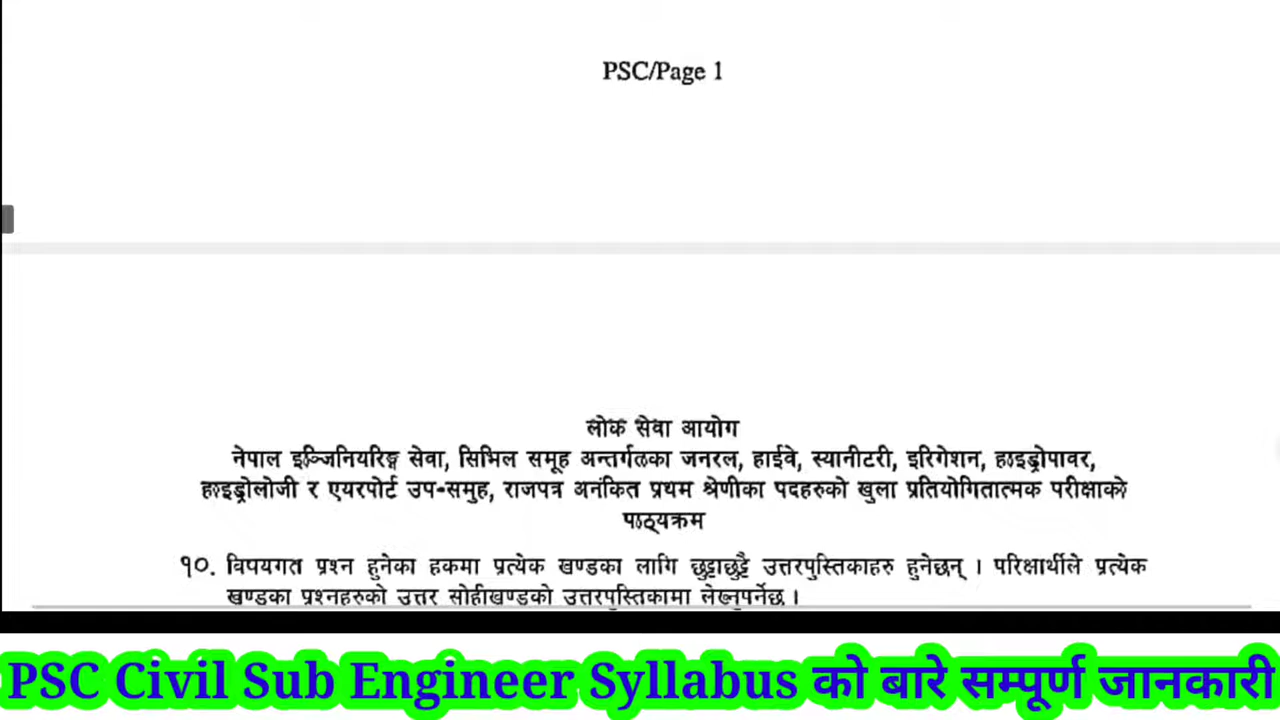 PSC/Page 1
लोक सेवा आयोग
नेपाल इञ्जिनियरिङ्ग सेवा, सिभिल समूह अन्तर्गतका जनरल, हाईवे, स्यानीटरी, इरिगेशन, हाइड्रोपावर,
हाइड्रोलोजी र एयरपोर्ट उप-समुह, राजपत्र अनंकित प्रथम श्रेणीका पदहरुको खुला प्रतियोगितात्मक परीक्षाको
पाठ्यक्रम
१०. विषयगत प्रश्न हुनेका हकमा प्रत्येक खण्डका लागि छुट्टाछुट्टै उत्तरपुस्तिकाहरु हुनेछन् । परिक्षार्थीले प्रत्येक
खण्डका प्रश्नहरुको उत्तर सोहीखण्डको उत्तरपुस्तिकामा लेख्नुपर्नेछ ।
PSC Civil Sub Engineer Syllabus को बारे सम्पूर्ण जानकारी